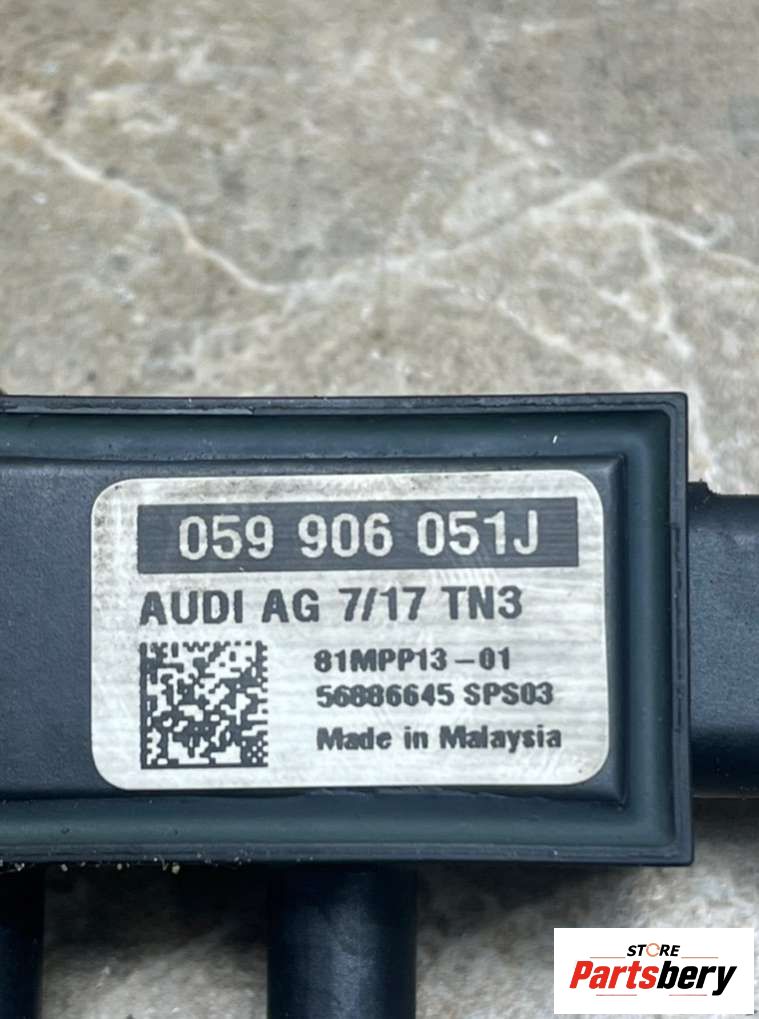 059 906 051J
AUDI AG 7/17 TN3
81MPP13-01
56886645 SPS03
Made in Malaysia
STORE
Partsbery